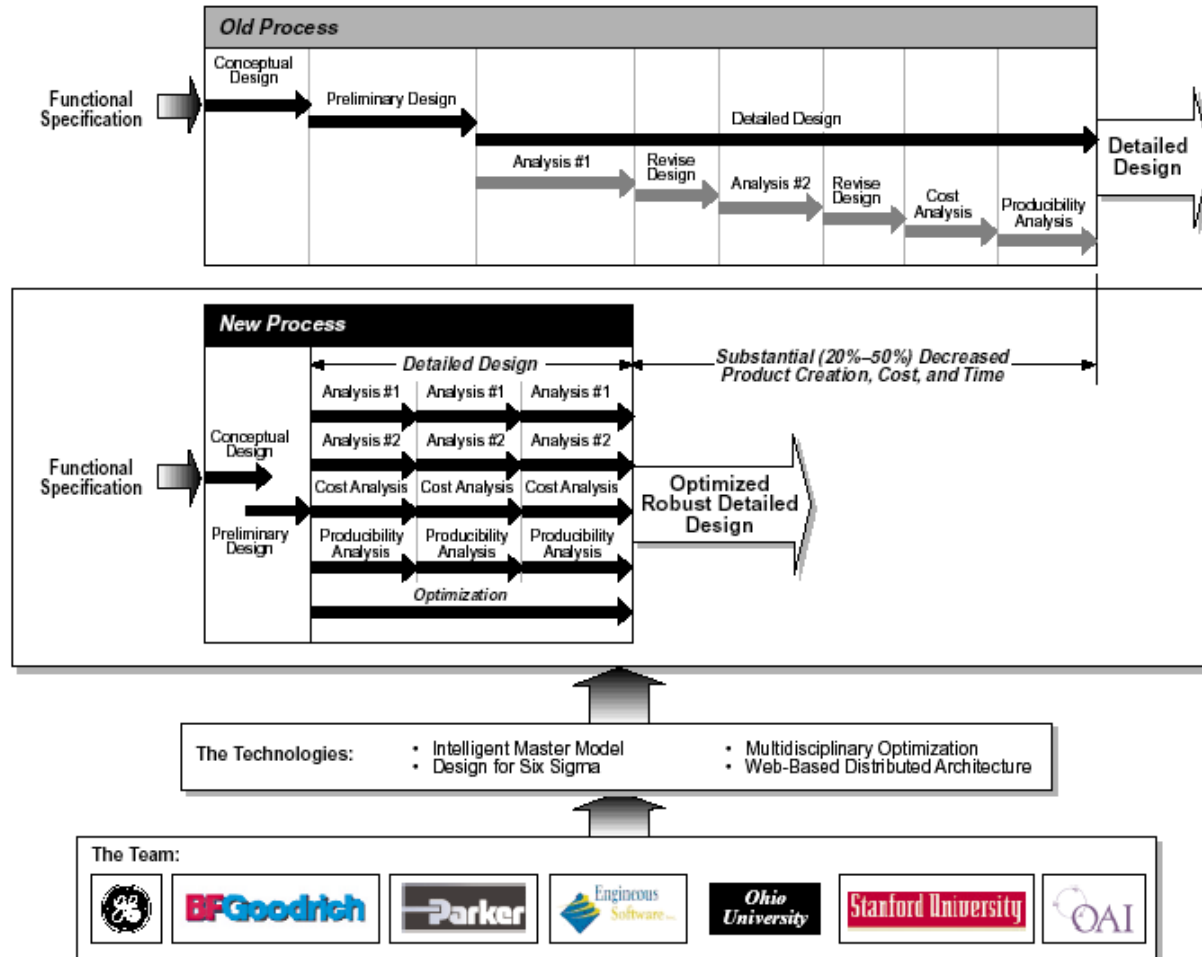 Old Process
Conceptual
Design
Functional
Specification
Preliminary Design
Detailed Design
Detailed
Design
Analysis #1
Revise
Design
Analysis #2
Revise
Design
Cost
Analysis
Producibility
Analysis
New Process
Detailed Design
Substantial (20%–50%) Decreased
Product Creation, Cost, and Time
Analysis #1 Analysis #1 Analysis #1
Conceptual
Design
Analysis #2 Analysis #2 Analysis #2
Functional
Specification
Cost Analysis Cost Analysis Cost Analysis
Optimized
Robust Detailed
Design
Preliminary
Design
Producibility Producibility Producibility
Analysis Analysis Analysis
Optimization
The Technologies:
• Intelligent Master Model
• Design for Six Sigma
• Multidisciplinary Optimization
• Web-Based Distributed Architecture
The Team:
GE
BFGoodrich
Parker
Engineous
Software
Ohio
University
Stanford University
OAI